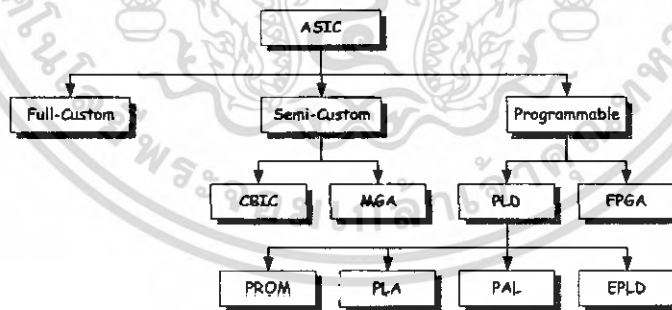 ASIC
Full-Custom Semi-Custom Programmable
CBIC MGA PLD FPGA
PROM PLA PAL EPLD